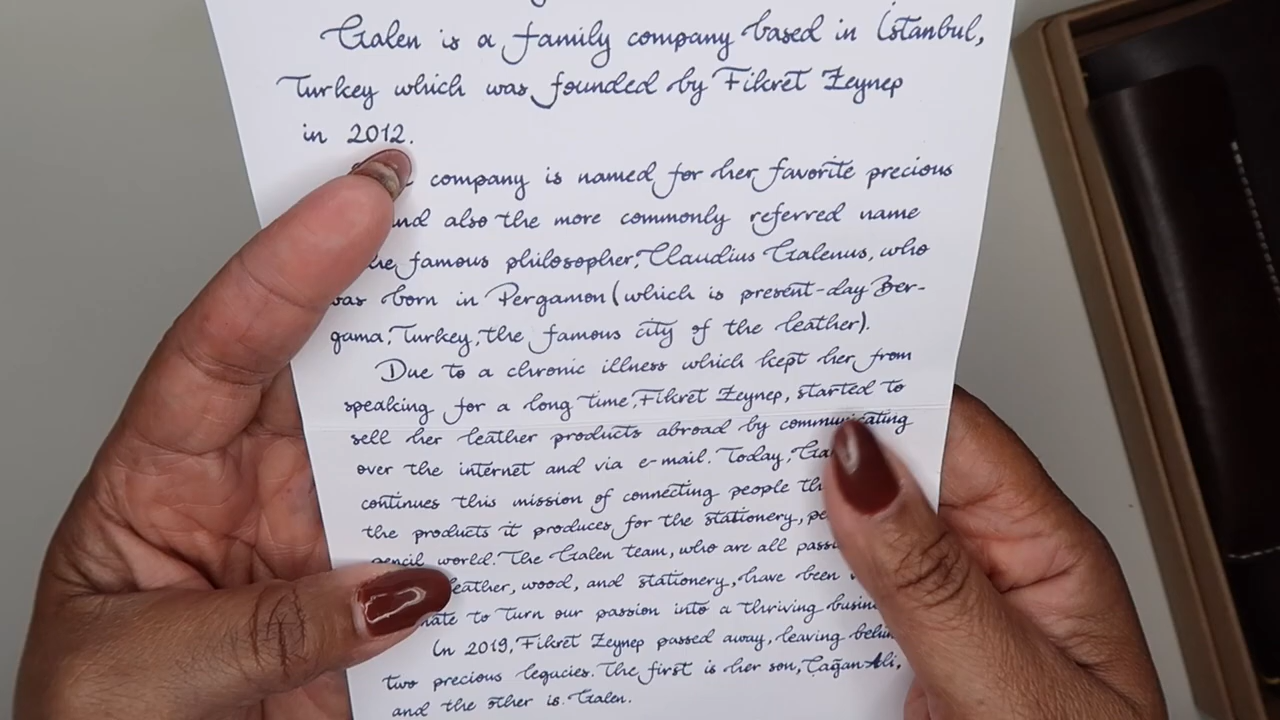 Galen is a family company based in İstanbul,
Turkey which was founded by Fikret Zeynep
in 2012.
company is named for her favorite precious
and also the more commonly referred name
the famous philosopher, Claudius Galenus, who
was born in Pergamon (which is present-day Ber-
gama, Turkey, the famous city of the leather).
Due to a chronic illness which kept her from
speaking for a long time, Fikret Zeynep, started to
sell her leather products abroad by communicating
over the internet and via e-mail. Today,
continues this mission of connecting people
the products it produces for the stationery,
pencil world. The Galen team, who are all
leather, wood, and stationery, have been
to turn our passion into a thriving
In 2019, Fikret Zeynep passed away, leaving
two precious legacies. The first is her son, Çağan Ali,
and the other is Galen.